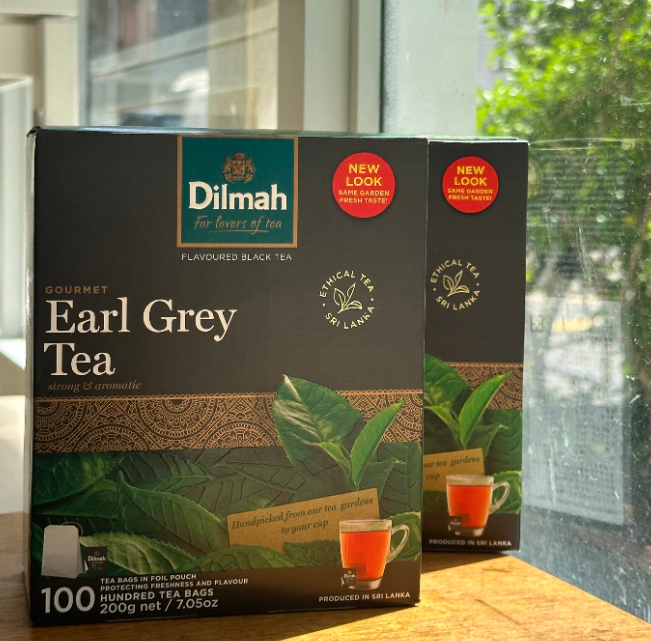 Dilmah
For lovers of tea
FLAVOURED BLACK TEA
NEW
LOOK
SAME GARDEN
FRESH TASTE!
ETHICAL TEA
SRI LANKA
GOURMET
Earl Grey
Tea
strong & aromatic
Handpicked from our tea gardens
to your cup
Dilmah
100
TEA BAGS IN FOIL POUCH
PROTECTING FRESHNESS AND FLAVOUR
HUNDRED TEA BAGS
200g net / 7.05oz
PRODUCED IN SRI LANKA
NEW
LOOK
SAME GARDEN
FRESH TASTE!
ETHICAL TEA
SRI LANKA
our tea gardens
cup
PRODUCED IN SRI LANKA